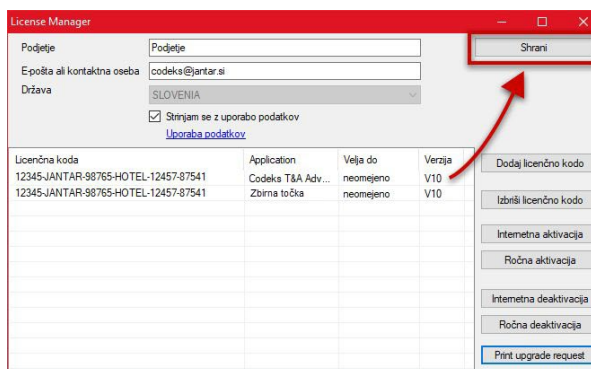 License Manager
Podjetje Podjetje Shrani
E-pošta ali kontaktna oseba codeks@jantar.si
Država SLOVENIA
Strinjam se z uporabo podatkov
Uporaba podatkov
Licenčna koda Application Velja do Verzija
12345-JANTAR-98765-HOTEL-12457-87541 Codeks T&A Adv... neomejeno V10
12345-JANTAR-98765-HOTEL-12457-87541 Zbirna točka neomejeno V10
Dodaj licenčno kodo
Izbriši licenčno kodo
Internetna aktivacija
Ročna aktivacija
Internetna deaktivacija
Ročna deaktivacija
Print upgrade request